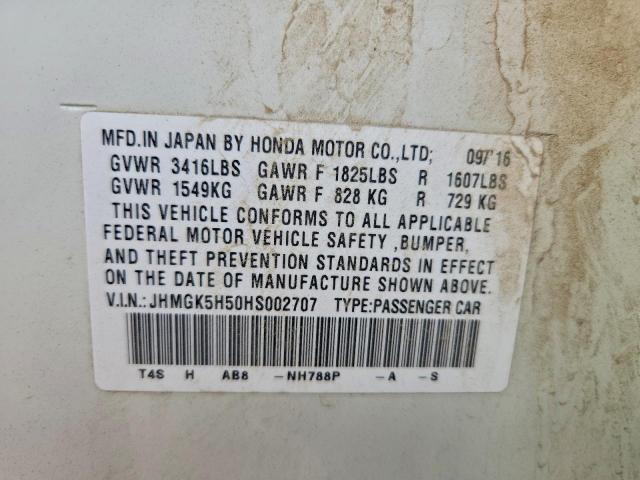 MFD.IN JAPAN BY HONDA MOTOR CO.,LTD; 09/'16
GVWR 3416LBS GAWR F 1825LBS R 1607LBS
GVWR 1549KG GAWR F 828 KG R 729 KG
THIS VEHICLE CONFORMS TO ALL APPLICABLE
FEDERAL MOTOR VEHICLE SAFETY ,BUMPER,
AND THEFT PREVENTION STANDARDS IN EFFECT
ON THE DATE OF MANUFACTURE SHOWN ABOVE.
V.I.N.:JHMGK5H50HS002707 TYPE:PASSENGER CAR
T4S H AB8 -NH788P -A -S